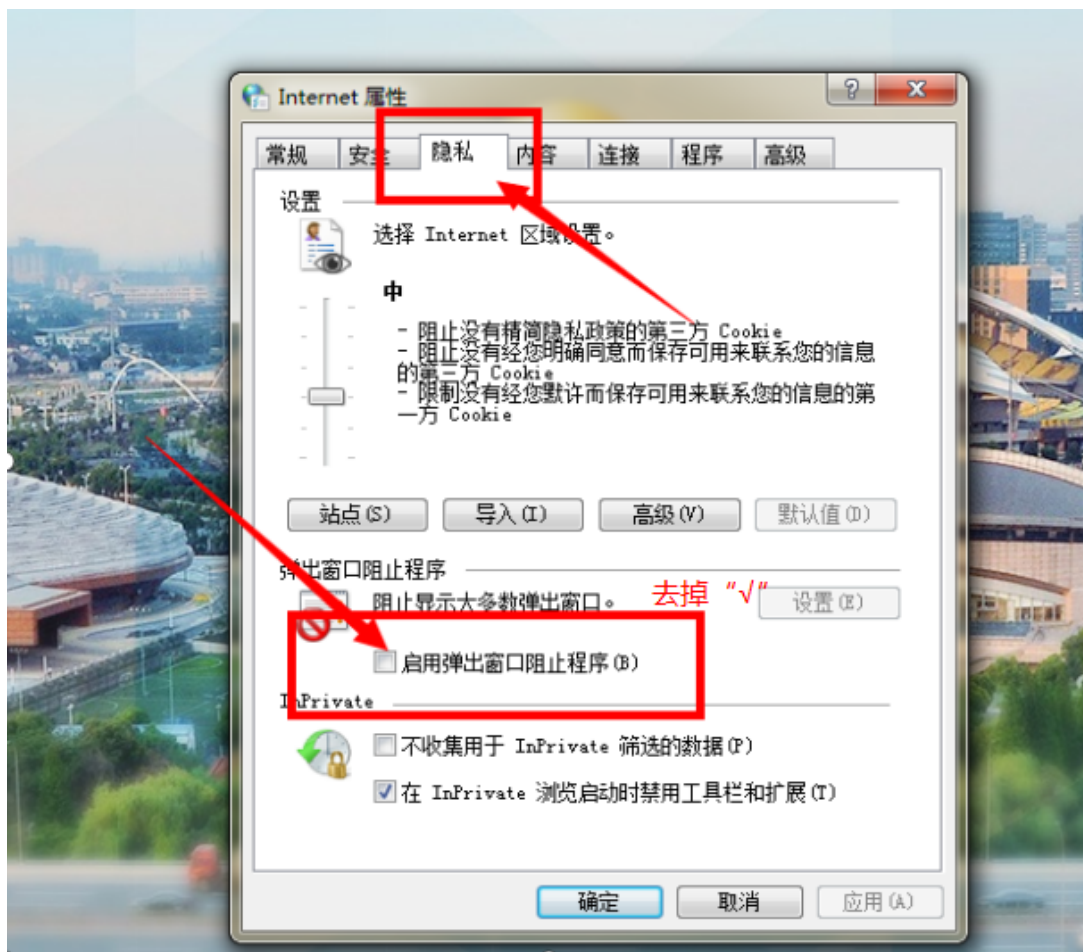 Internet 属性
常规 安全 隐私 内容 连接 程序 高级
设置
选择 Internet 区域设置。
中
- 阻止没有精简隐私政策的第三方 Cookie
- 阻止没有经您明确同意而保存可用来联系您的信息
的第三方 Cookie
- 限制没有经您默许而保存可用来联系您的信息的第
一方 Cookie
站点(S) 导入(I) 高级(V) 默认值(D)
弹出窗口阻止程序
阻止显示大多数弹出窗口。 去掉“√” 设置(E)
启用弹出窗口阻止程序(B)
InPrivate
不收集用于 InPrivate 筛选的数据(P)
在 InPrivate 浏览启动时禁用工具栏和扩展(T)
确定 取消 应用(A)